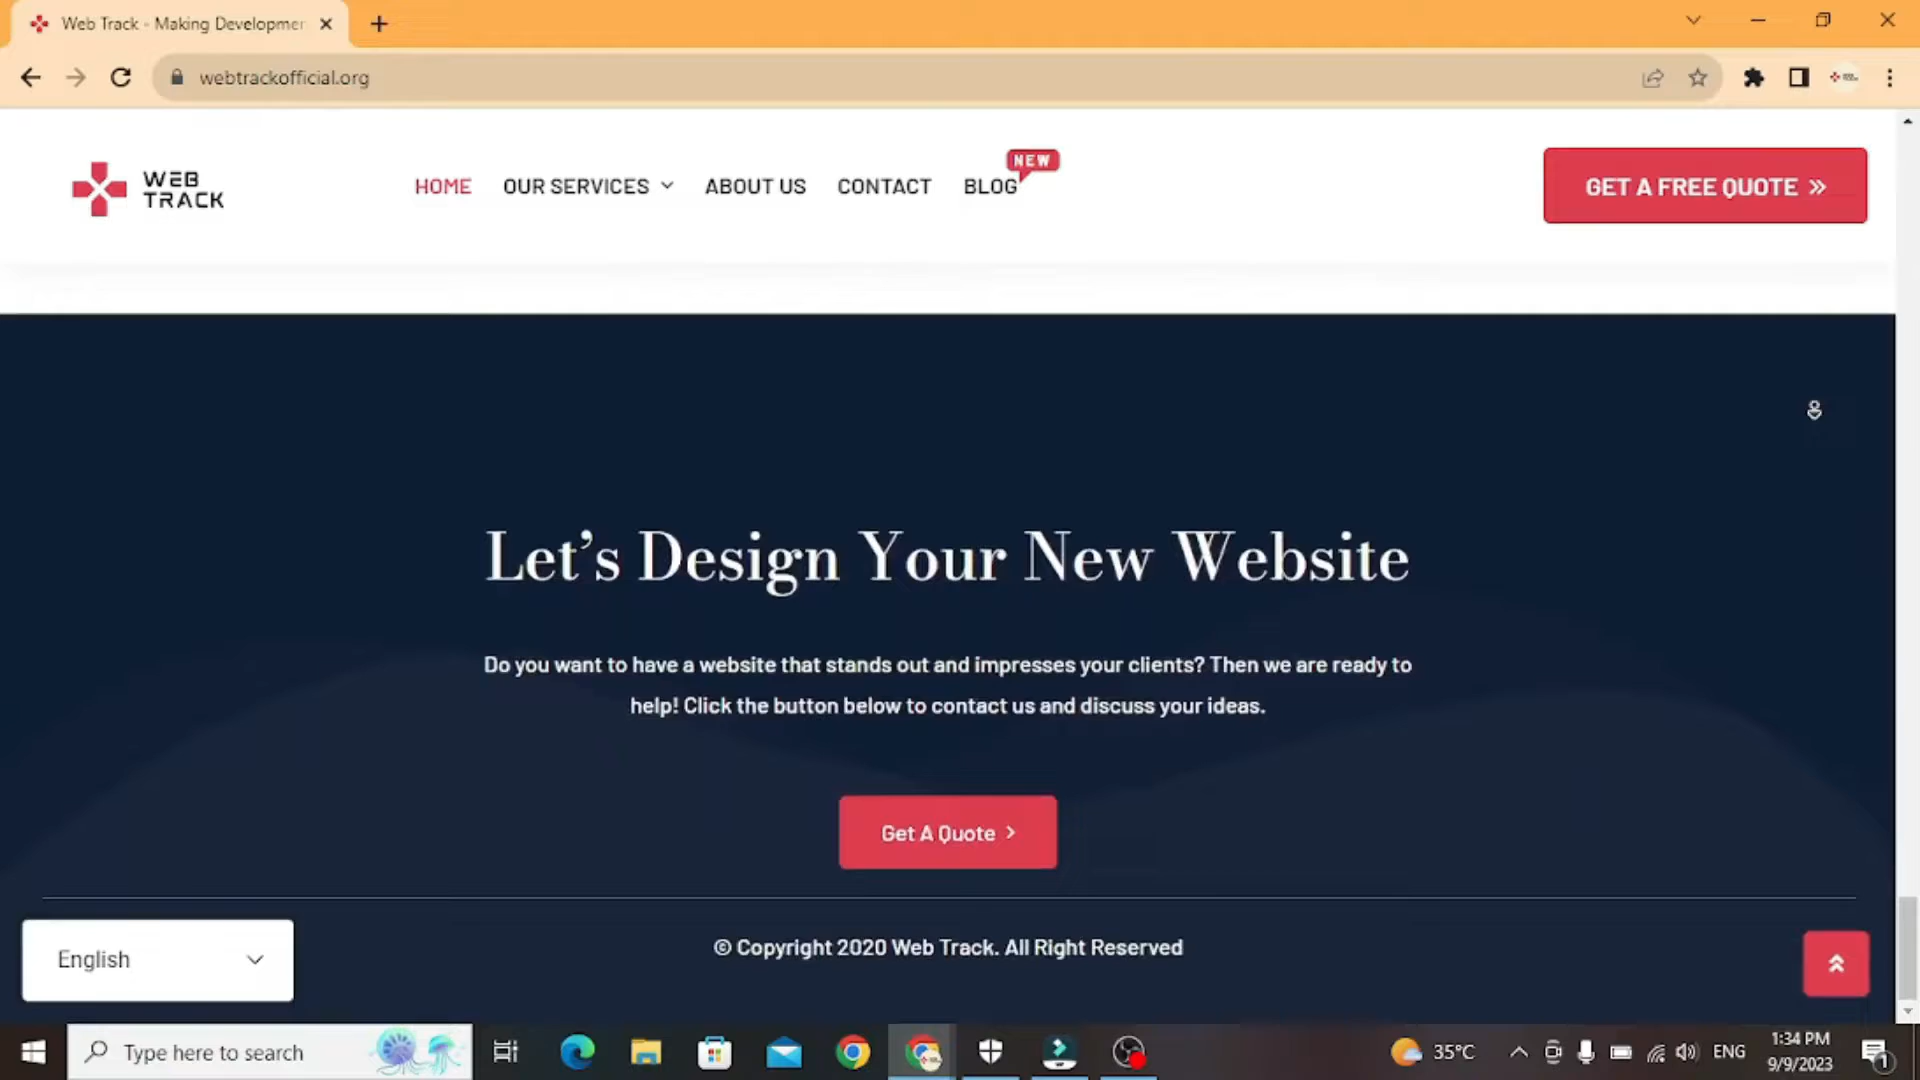 Web Track - Making Developmer
webtrackofficial.org
WEB
TRACK
HOME
OUR SERVICES
ABOUT US
CONTACT
BLOG
NEW
GET A FREE QUOTE
Let's Design Your New Website
Do you want to have a website that stands out and impresses your clients? Then we are ready to
help! Click the button below to contact us and discuss your ideas.
Get A Quote
English
© Copyright 2020 Web Track. All Right Reserved
Type here to search
35°C
ENG
1:34 PM
9/9/2023
1